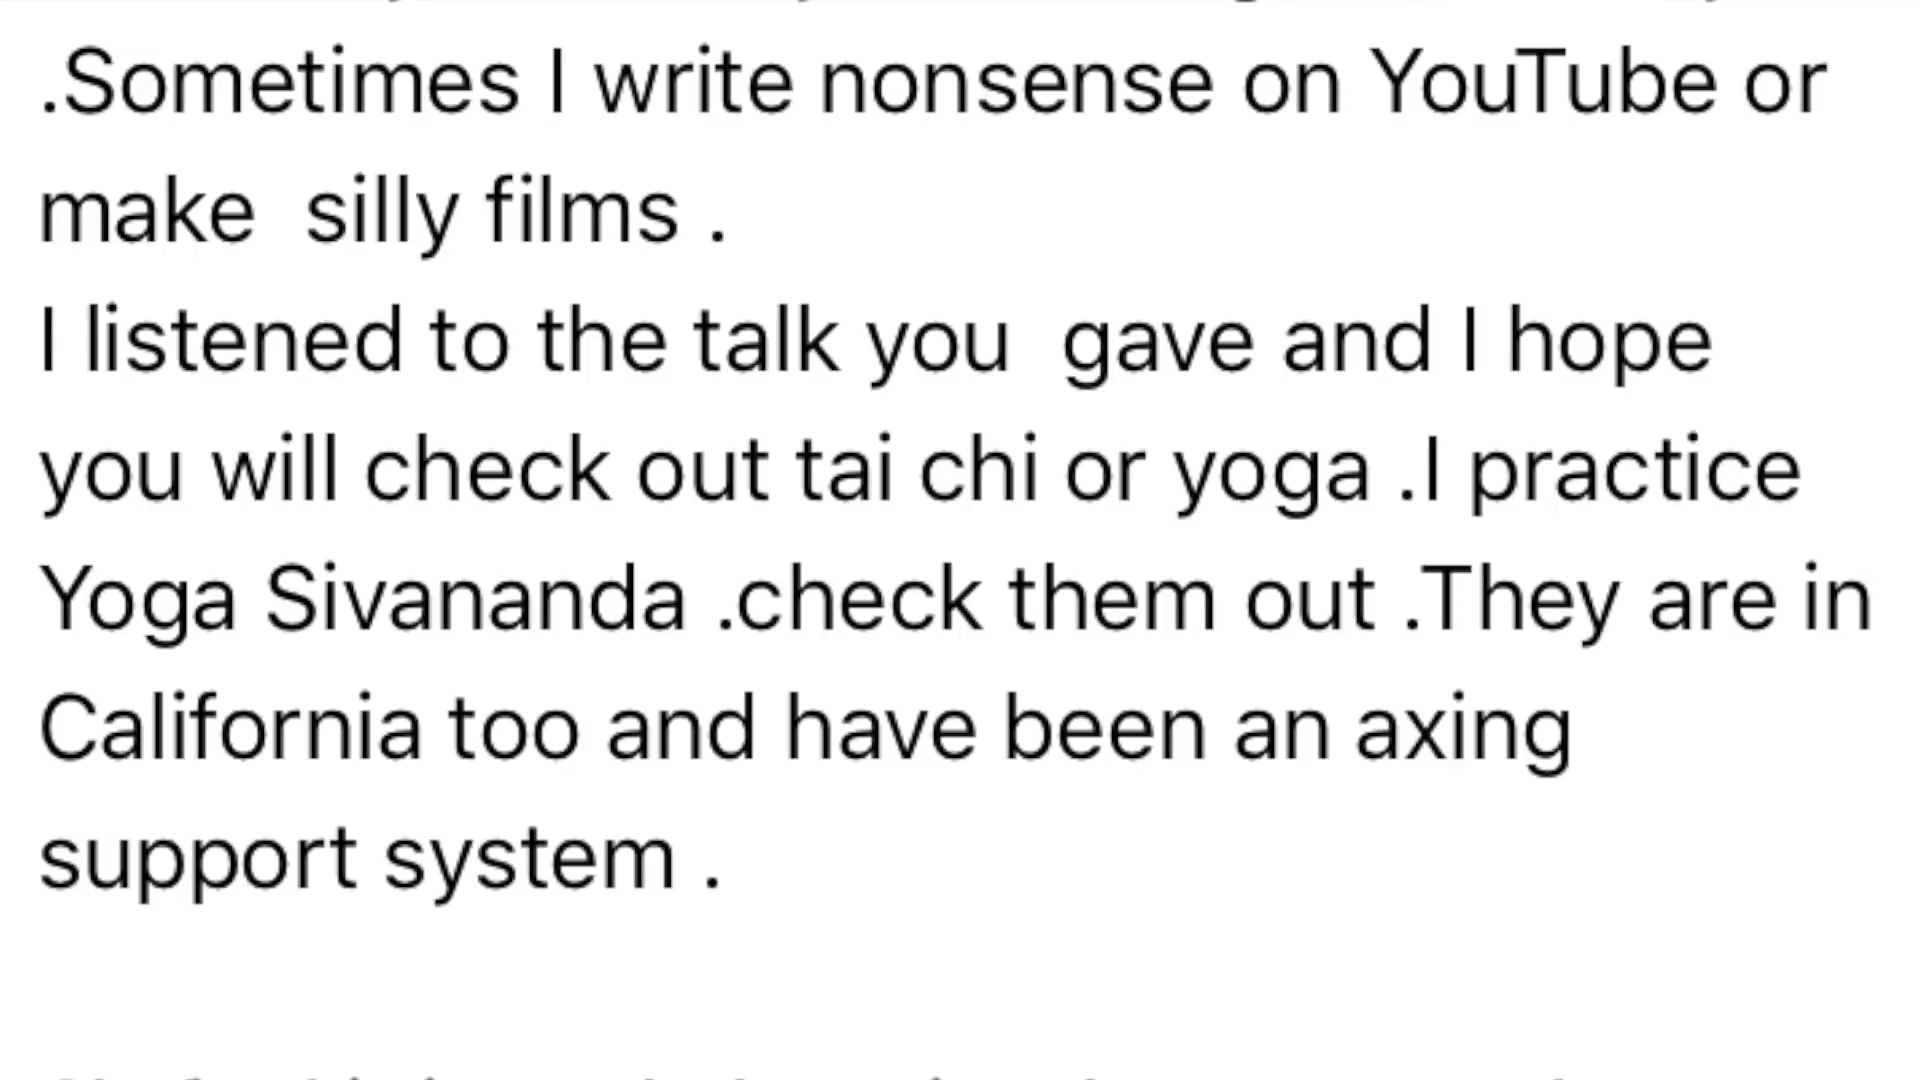 .Sometimes I write nonsense on YouTube or
make  silly films .
I listened to the talk you  gave and I hope
you will check out tai chi or yoga .I practice
Yoga Sivananda .check them out .They are in
California too and have been an axing
support system .